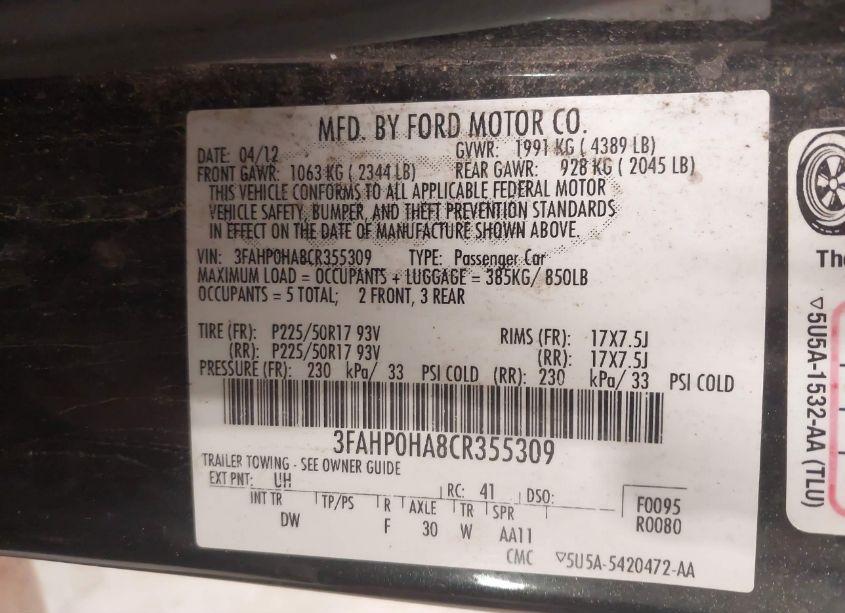 MFD. BY FORD MOTOR CO.
DATE: 04/12 GVWR: 1991 KG ( 4389 LB)
FRONT GAWR: 1063 KG ( 2344 LB) REAR GAWR: 928 KG ( 2045 LB)
THIS VEHICLE CONFORMS TO ALL APPLICABLE FEDERAL MOTOR
VEHICLE SAFETY, BUMPER, AND THEFT PREVENTION STANDARDS
IN EFFECT ON THE DATE OF MANUFACTURE SHOWN ABOVE.
VIN: 3FAHP0HA8CR355309 TYPE: Passenger Car
MAXIMUM LOAD = OCCUPANTS + LUGGAGE = 385KG/ 850LB
OCCUPANTS = 5 TOTAL; 2 FRONT, 3 REAR
TIRE (FR): P225/50R17 93V RIMS (FR): 17X7.5J
(RR): P225/50R17 93V (RR): 17X7.5J
PRESSURE (FR): 230 kPa/ 33 PSI COLD (RR): 230 kPa/ 33 PSI COLD
3FAHP0HA8CR355309
TRAILER TOWING - SEE OWNER GUIDE
EXT PNT: UH RC: 41 DSO: F0095
INT TR TP/PS R AXLE TR SPR R0080
DW F 30 W AA11
CMC ▽5U5A-5420472-AA
The
▽5U5A-1532-AA (TLU)